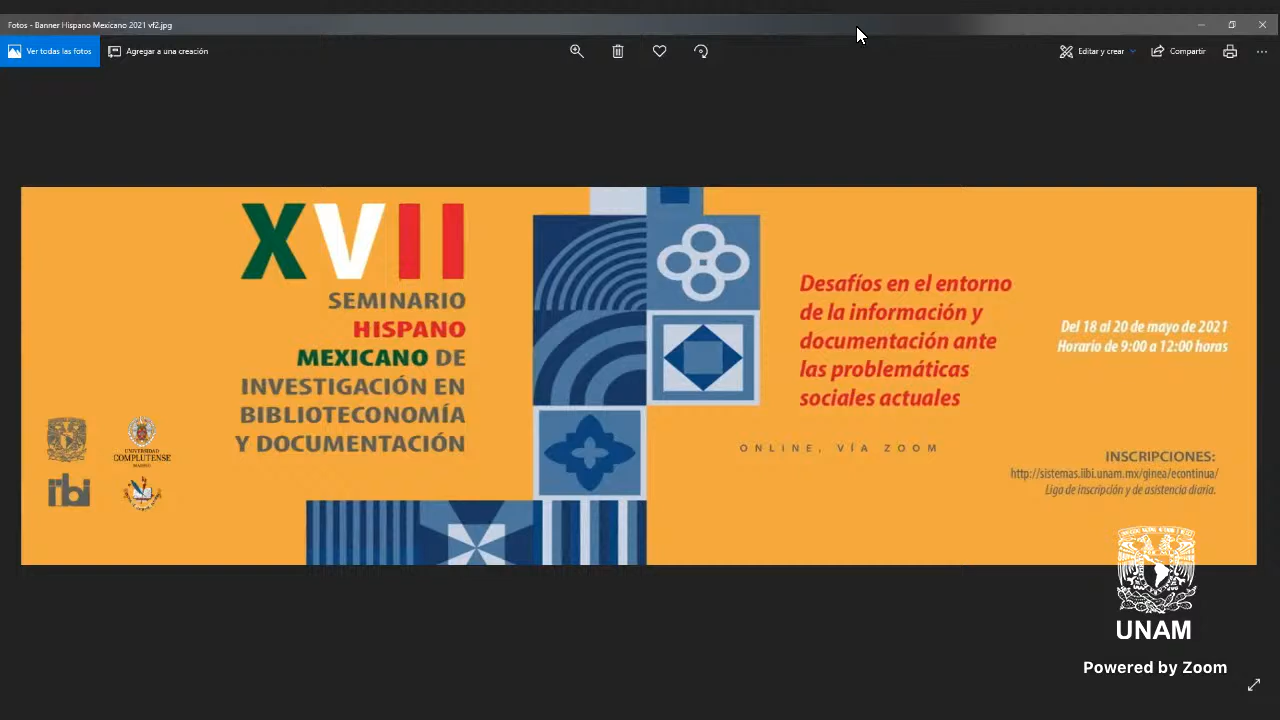 Fotos - Banner Hispano Mexicano 2021 vf2.jpg
Ver todas las fotos
Agregar a una creación
Editar y crear
Compartir
XVII
SEMINARIO
HISPANO
MEXICANO DE
INVESTIGACIÓN EN
BIBLIOTECONOMÍA
Y DOCUMENTACIÓN
UNIVERSIDAD
COMPLUTENSE
MADRID
iibi
Desafíos en el entorno
de la información y
documentación ante
las problemáticas
sociales actuales
ONLINE, VÍA ZOOM
Del 18 al 20 de mayo de 2021
Horario de 9:00 a 12:00 horas
INSCRIPCIONES:
http://sistemas.iibi.unam.mx/ginea/econtinua/
Liga de inscripción y de asistencia diaria.
UNAM
Powered by Zoom